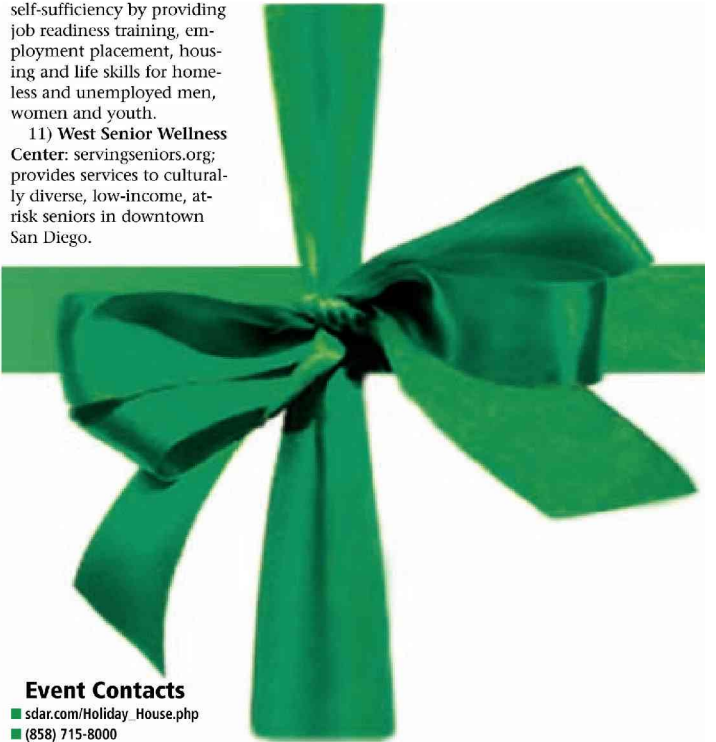 self-sufficiency by providing
job readiness training, em-
ployment placement, hous-
ing and life skills for home-
less and unemployed men,
women and youth.
11) West Senior Wellness
Center: servingseniors.org;
provides services to cultural-
ly diverse, low-income, at-
risk seniors in downtown
San Diego.
Event Contacts
sdar.com/Holiday_House.php
(858) 715-8000